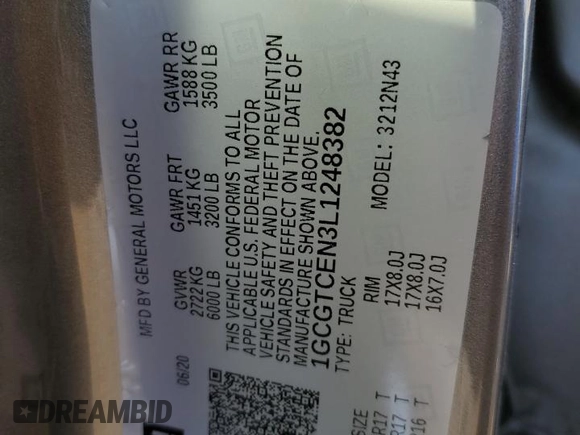 MFD BY GENERAL MOTORS LLC
06/20
GVWR GAWR FRT GAWR RR
2722 KG 1451 KG 1588 KG
6000 LB 3200 LB 3500 LB
THIS VEHICLE CONFORMS TO ALL
APPLICABLE U.S. FEDERAL MOTOR
VEHICLE SAFETY AND THEFT PREVENTION
STANDARDS IN EFFECT ON THE DATE OF
MANUFACTURE SHOWN ABOVE.
1GCGTCEN3L1248382
TYPE: TRUCK MODEL: 3212N43
SIZE RIM
R17 T 17X8.0J
R17 T 17X8.0J
R16 T 16X7.0J
DREAMBID